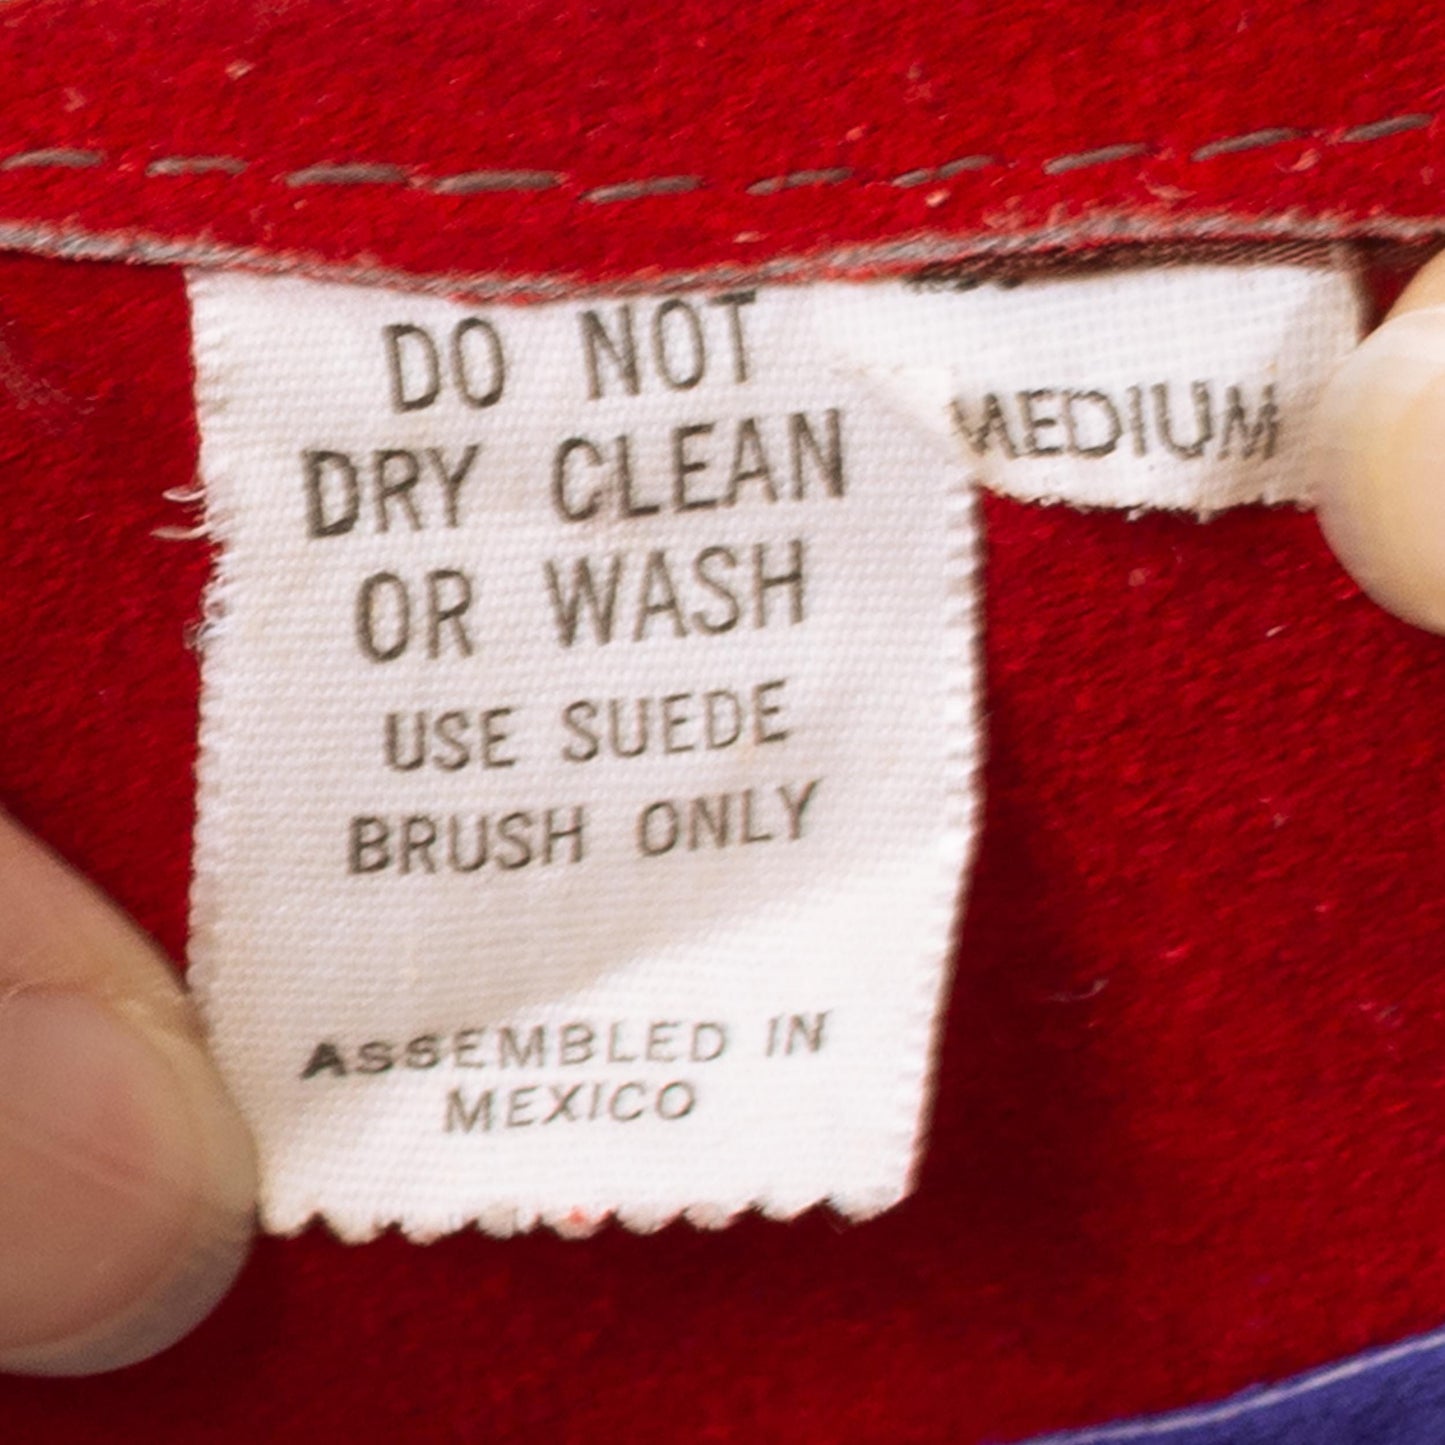 DO NOT
DRY CLEAN
OR WASH
USE SUEDE
BRUSH ONLY
ASSEMBLED IN
MEXICO
MEDIUM